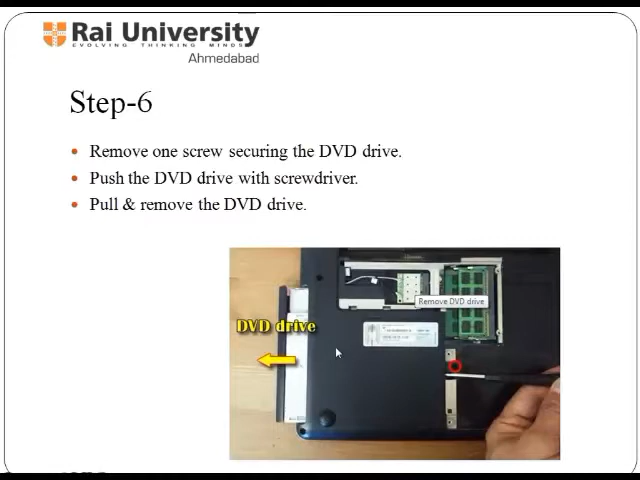 Rai University
EVOLVING THINKING MINDS
Ahmedabad
Step-6
• Remove one screw securing the DVD drive.
• Push the DVD drive with screwdriver.
• Pull & remove the DVD drive.
Remove DVD drive
DVD drive